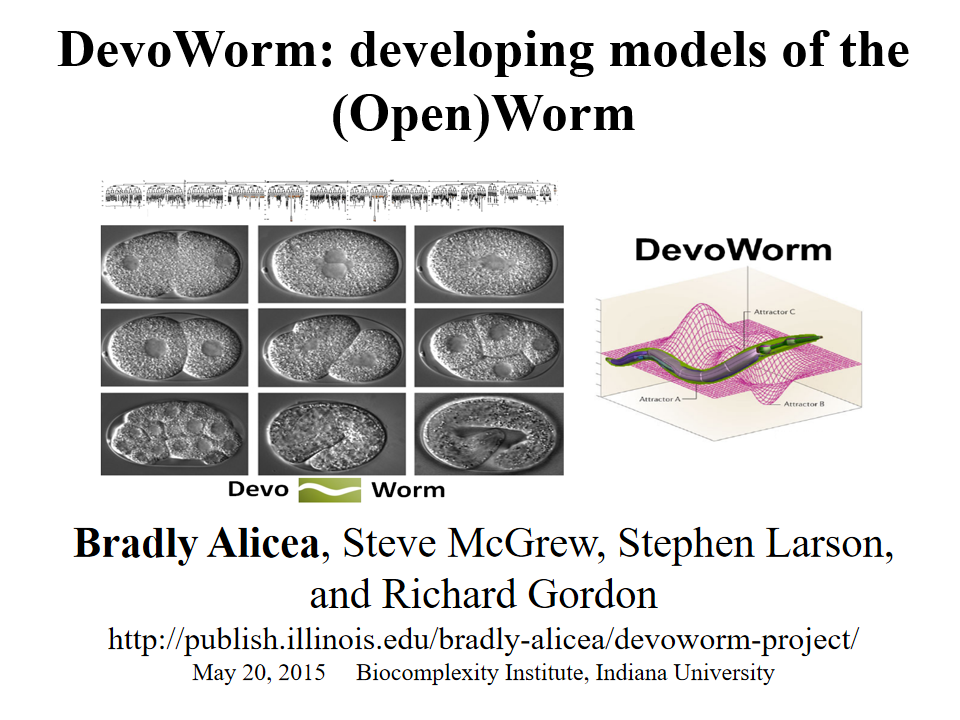 DevoWorm: developing models of the
(Open)Worm
DevoWorm
Attractor C
Attractor A
Attractor B
Devo Worm
Bradly Alicea, Steve McGrew, Stephen Larson,
and Richard Gordon
http://publish.illinois.edu/bradly-alicea/devoworm-project/
May 20, 2015 Biocomplexity Institute, Indiana University